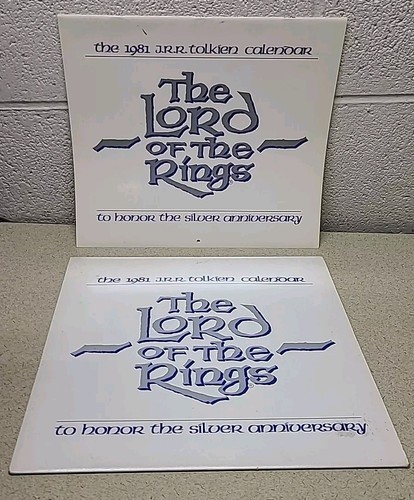 the 1981 J.R.R. tolkien calendar
The
Lord
of the
Rings
to honor the silver anniversary
the 1981 J.R.R. tolkien calendar
The
Lord
of the
Rings
to honor the silver anniversary